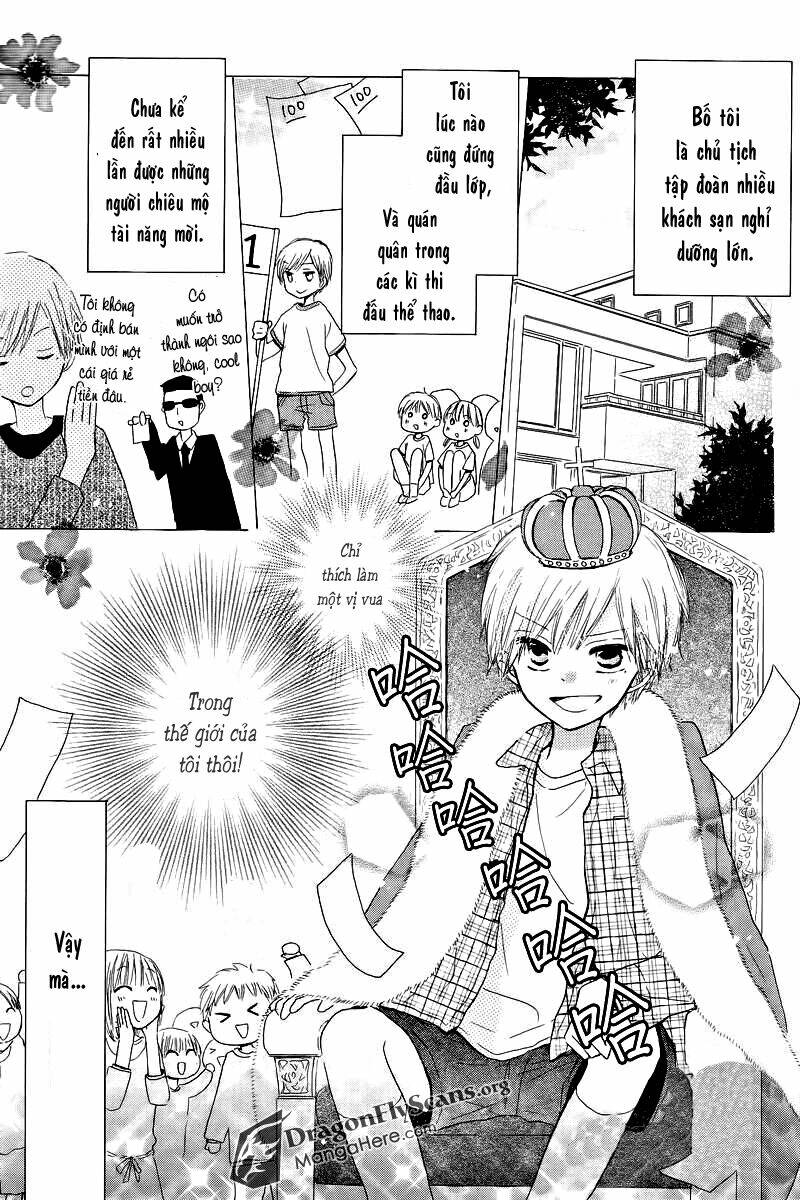 Bố tôi
là chủ tịch
tập đoàn nhiều
khách sạn nghỉ
dưỡng lớn.
Tôi
lúc nào
cũng đứng
đầu lớp,
Và quán
quân trong
các kì thi
đấu thể thao.
100
100
1
Chưa kể
đến rất nhiều
lần được những
người chiêu mộ
tài năng mời.
Có
muốn trở
thành ngôi sao
không, cool
boy?
Tôi không
có định bán
mình với một
cái giá rẻ
tiền đâu.
Chỉ
thích làm
một vị vua
Trong
thế giới của
tôi thôi!
哈
哈
哈
哈
哈
哈
哈
Vậy
mà...
DragonFlyScans.org
MangaHere.com